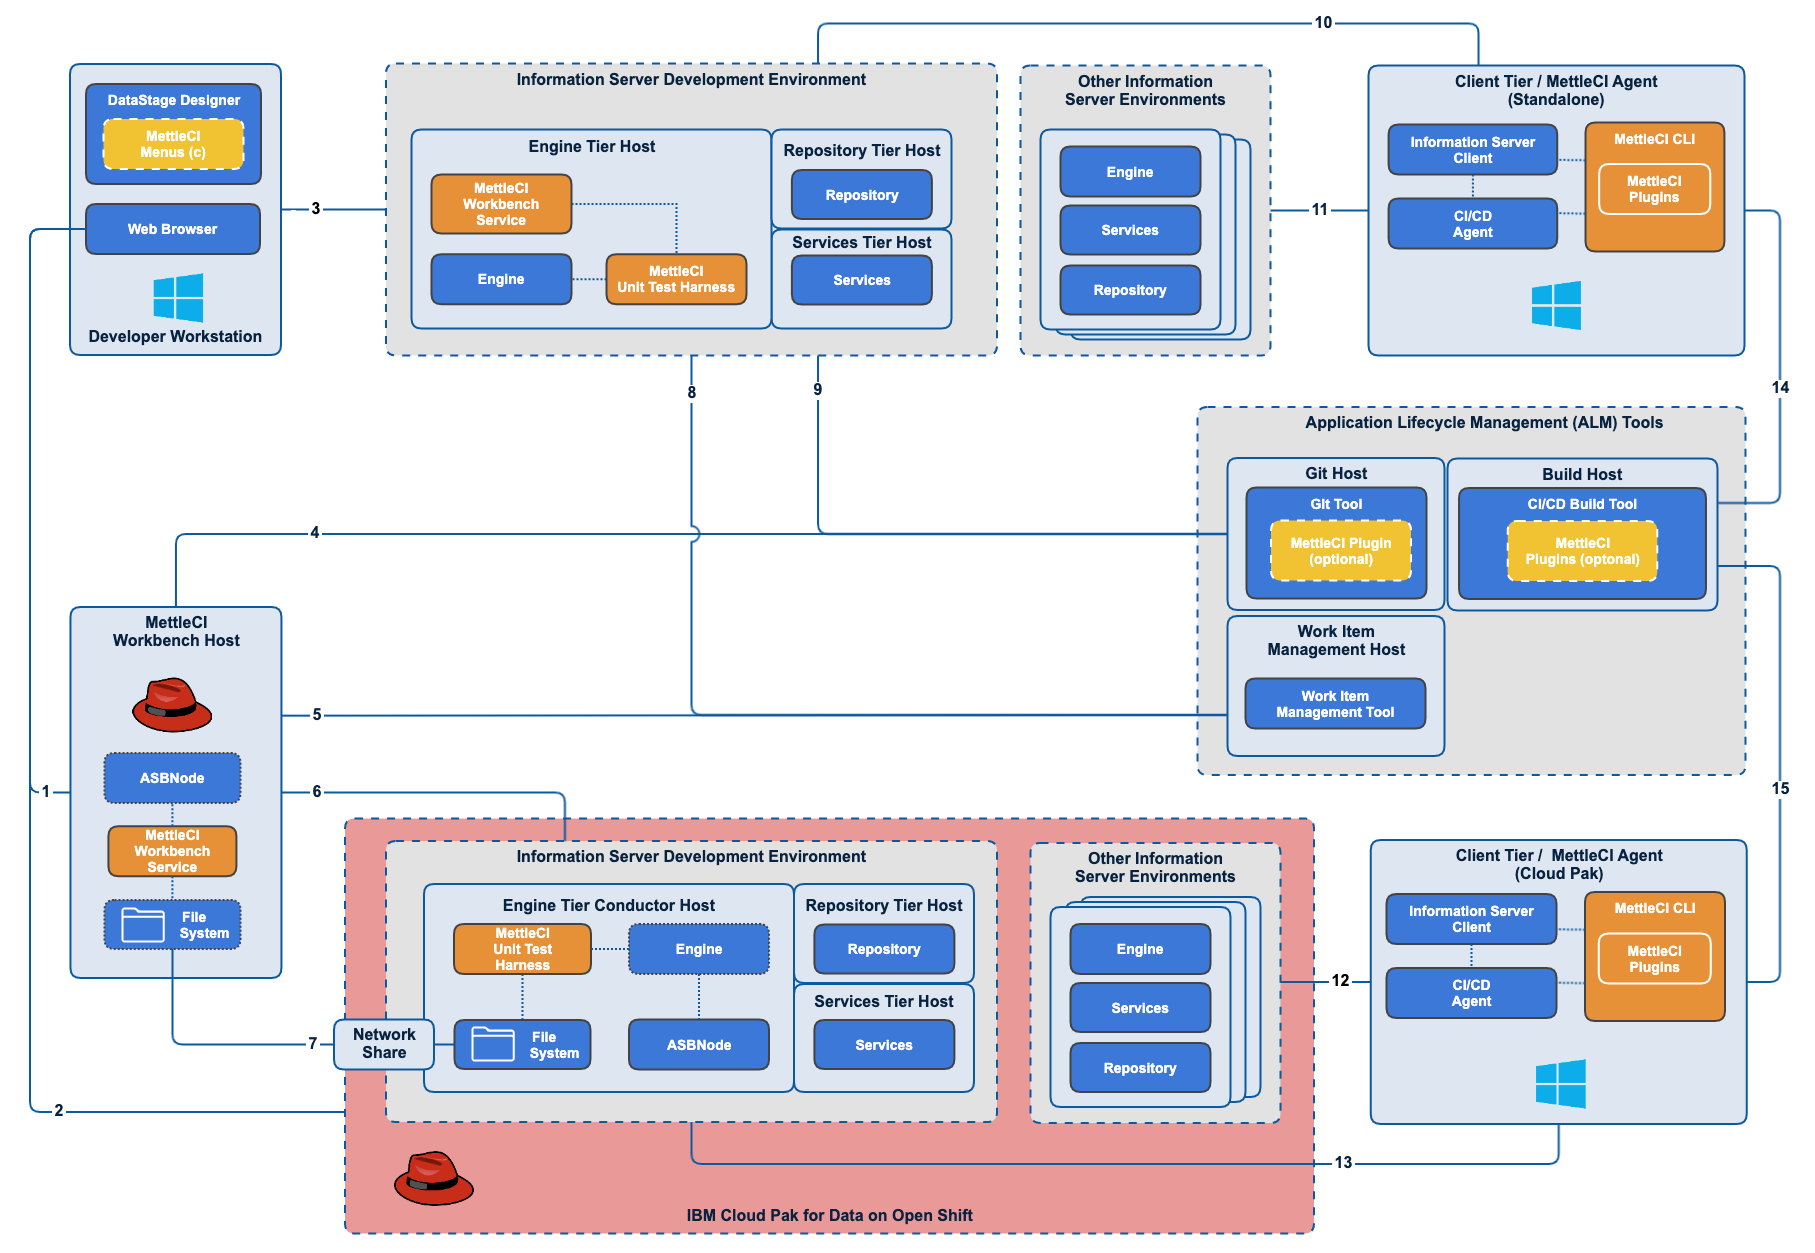 10
DataStage Designer
MettleCI
Menus (c)
Web Browser
Developer Workstation
3
Information Server Development Environment
Engine Tier Host
MettleCI
Workbench
Service
Engine
MettleCI
Unit Test Harness
Repository Tier Host
Repository
Services Tier Host
Services
Other Information
Server Environments
Engine
Services
Repository
11
Client Tier / MettleCI Agent
(Standalone)
Information Server
Client
CI/CD
Agent
MettleCI CLI
MettleCI
Plugins
8
9
14
Application Lifecycle Management (ALM) Tools
Git Host
Git Tool
MettleCI Plugin
(optional)
Build Host
CI/CD Build Tool
MettleCI
Plugins (optonal)
Work Item
Management Host
Work Item
Management Tool
4
MettleCI
Workbench Host
ASBNode
MettleCI
Workbench
Service
File
System
5
1
6
15
7
2
Information Server Development Environment
Engine Tier Conductor Host
MettleCI
Unit Test
Harness
Engine
Network
Share
File
System
ASBNode
Repository Tier Host
Repository
Services Tier Host
Services
Other Information
Server Environments
Engine
Services
Repository
12
Client Tier /  MettleCI Agent
(Cloud Pak)
Information Server
Client
CI/CD
Agent
MettleCI CLI
MettleCI
Plugins
13
IBM Cloud Pak for Data on Open Shift